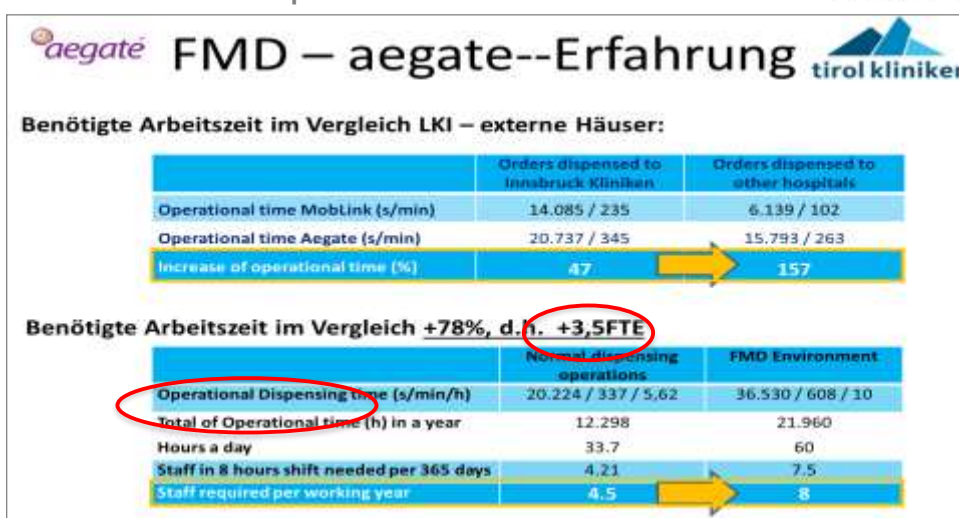 aegaté FMD – aegate--Erfahrung tirol kliniken
Benötigte Arbeitszeit im Vergleich LKI – externe Häuser:
Orders dispensed to Innsbruck Kliniken Orders dispensed to other hospitals
Operational time MobLink (s/min) 14.085 / 235 6.139 / 102
Operational time Aegate (s/min) 20.737 / 345 15.793 / 263
Increase of operational time (%) 47 157
Benötigte Arbeitszeit im Vergleich +78%, d.h. +3,5FTE
Normal dispensing operations FMD Environment
Operational Dispensing time (s/min/h) 20.224 / 337 / 5,62 36.530 / 608 / 10
Total of Operational time (h) in a year 12.298 21.960
Hours a day 33.7 60
Staff in 8 hours shift needed per 365 days 4.21 7.5
Staff required per working year 4.5 8